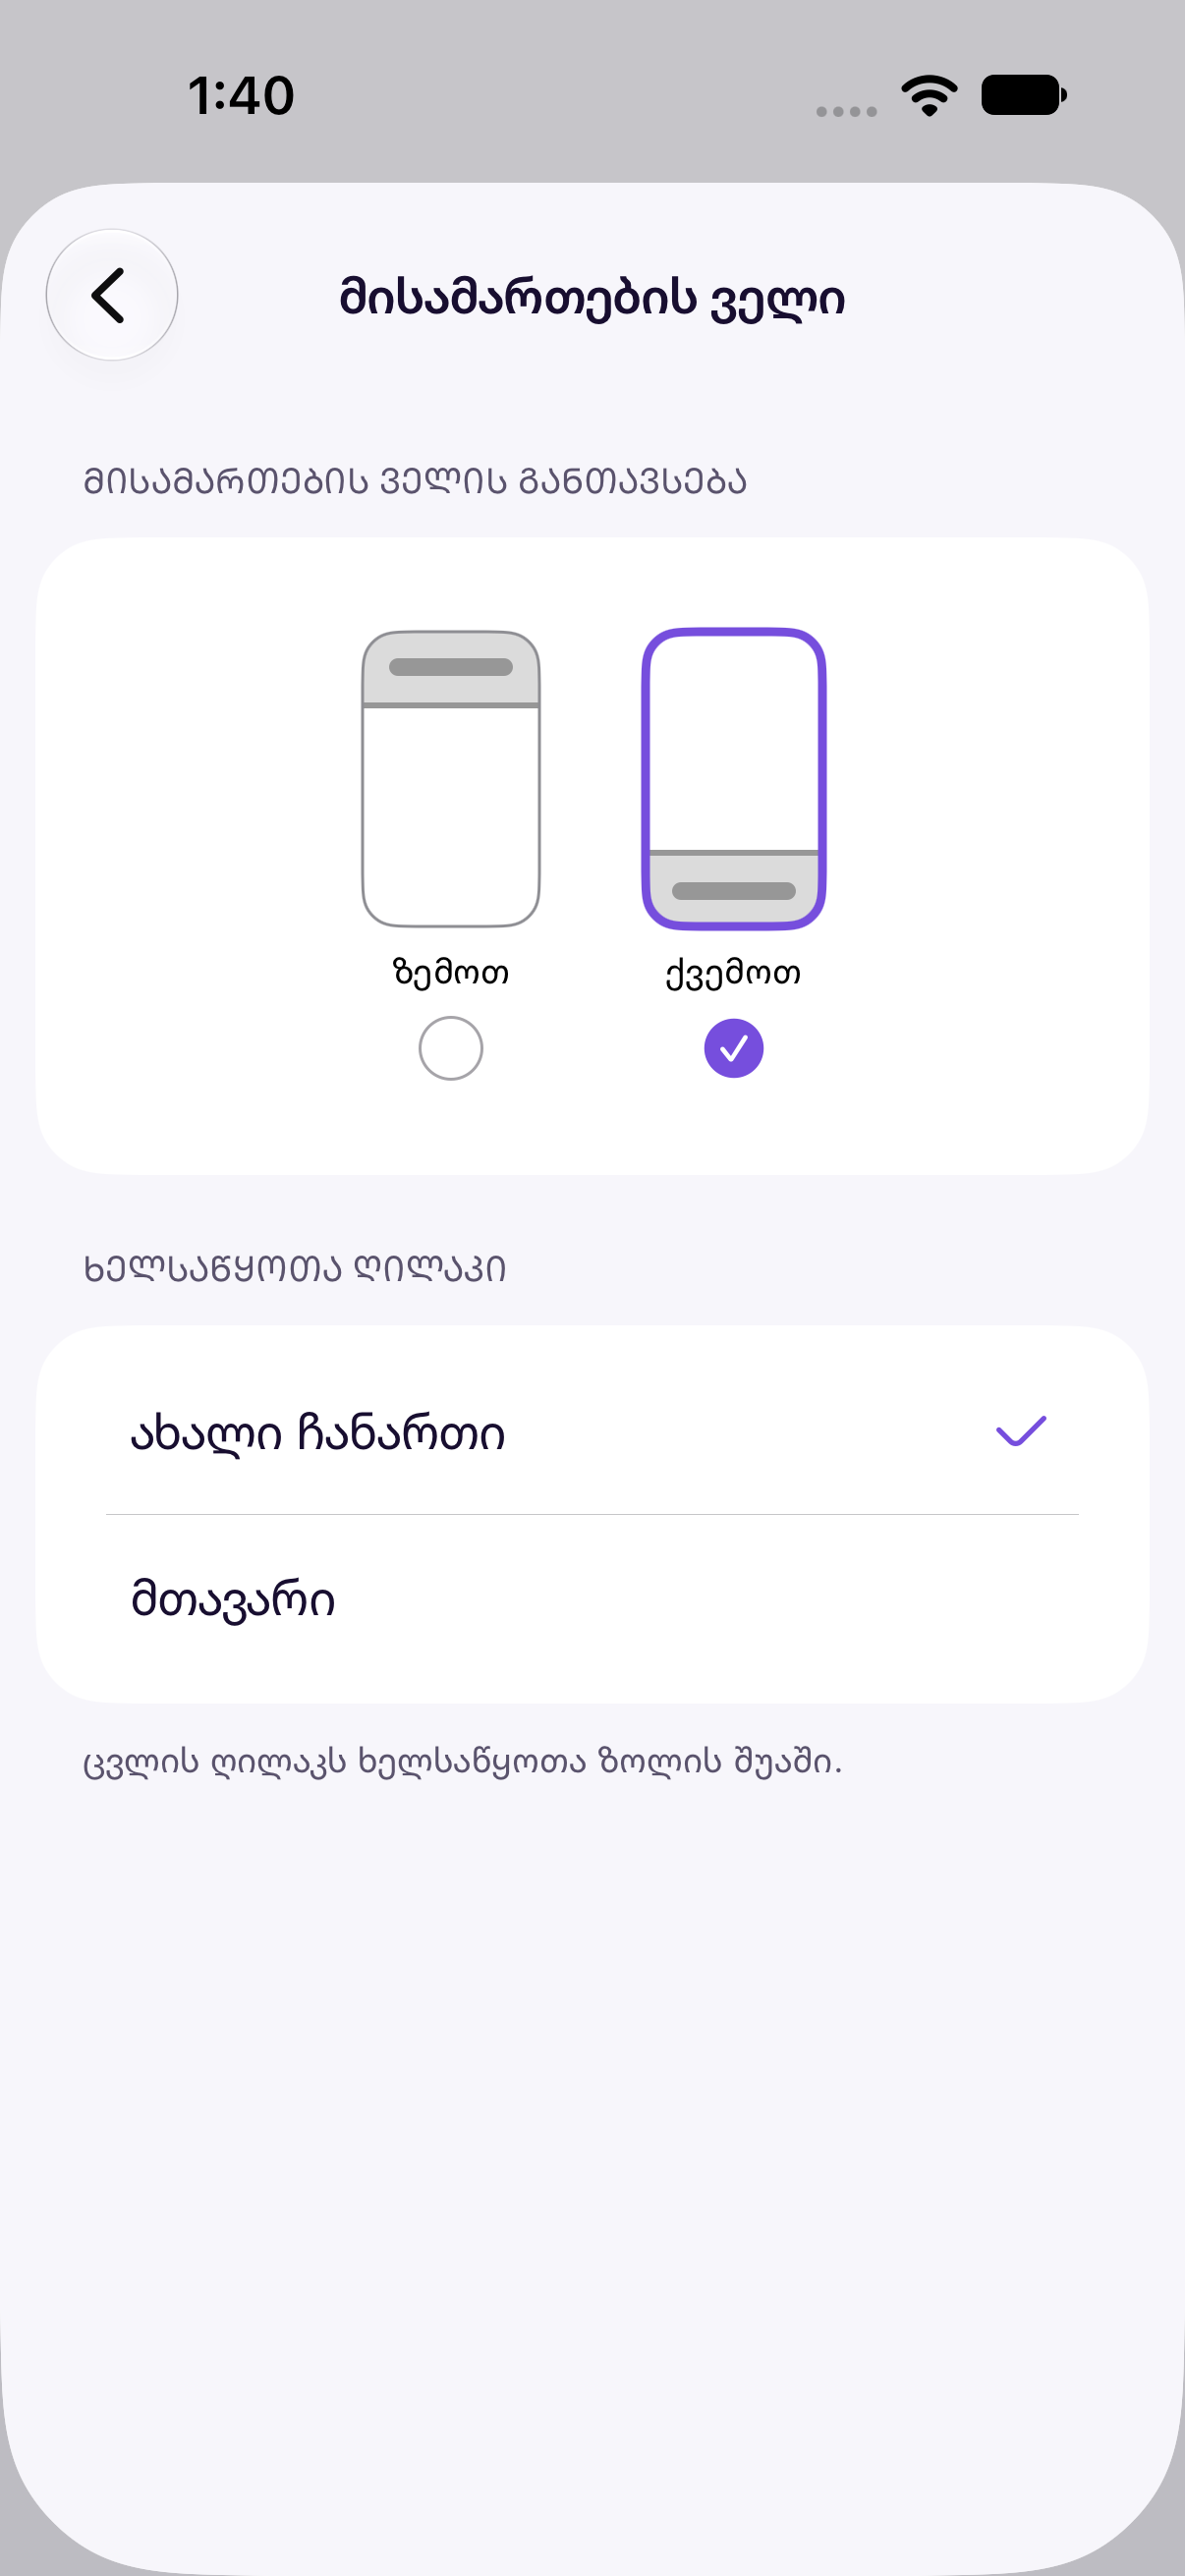 1:40
მისამართების ველი
ᲛᲘᲡᲐᲛᲐᲠᲗᲔᲑᲘᲡ ᲕᲔᲚᲘᲡ ᲒᲐᲜᲗᲐᲕᲡᲔᲑᲐ
ზემოთ
ქვემოთ
ᲮᲔᲚᲡᲐᲬᲧᲝᲗᲐ ᲦᲘᲚᲐᲙᲘ
ახალი ჩანართი
მთავარი
ცვლის ღილაკს ხელსაწყოთა ზოლის შუაში.